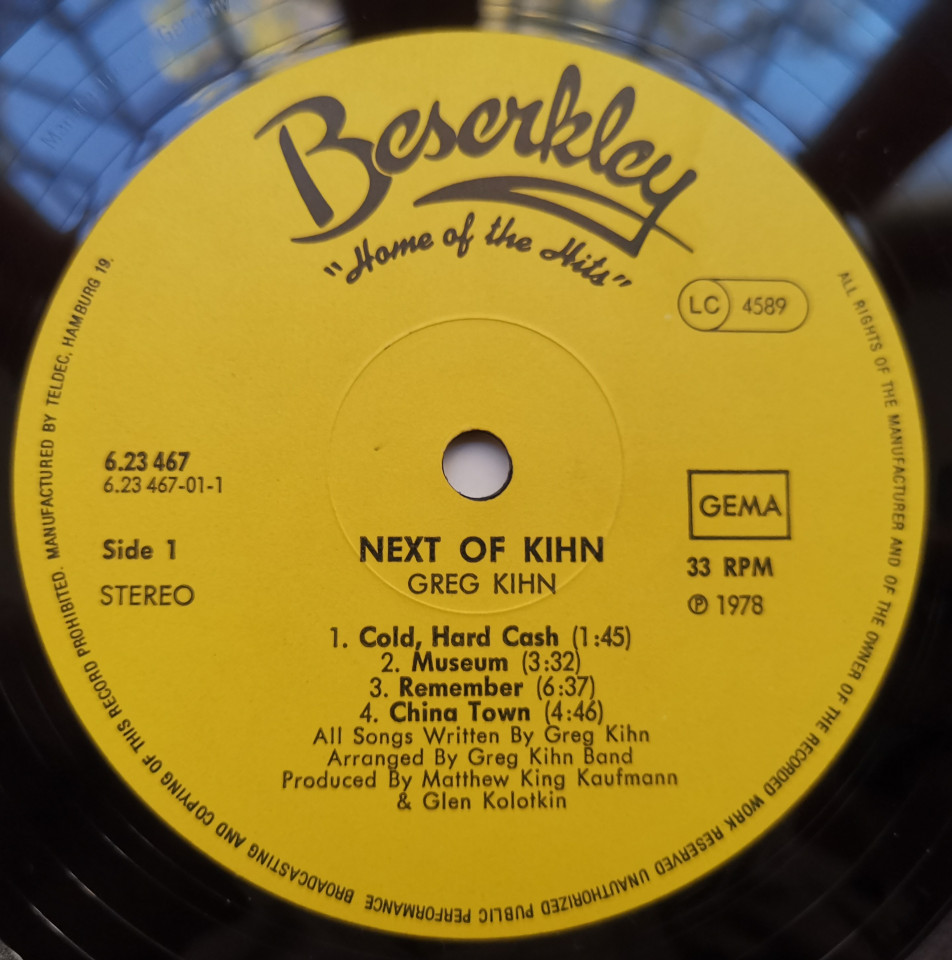 Beserkley
"Home of the Hits"
LC 4589
6.23 467
6.23 467-01-1
Side 1
STEREO
GEMA
33 RPM
℗ 1978
NEXT OF KIHN
GREG KIHN
1. Cold, Hard Cash (1:45)
2. Museum (3:32)
3. Remember (6:37)
4. China Town (4:46)
All Songs Written By Greg Kihn
Arranged By Greg Kihn Band
Produced By Matthew King Kaufmann
& Glen Kolotkin
ALL RIGHTS OF THE MANUFACTURER AND OF THE OWNER OF THE RECORDED WORK RESERVED UNAUTHORIZED PUBLIC PERFORMANCE BROADCASTING AND COPYING OF THIS RECORD PROHIBITED. MANUFACTURED BY TELDEC, HAMBURG 19.